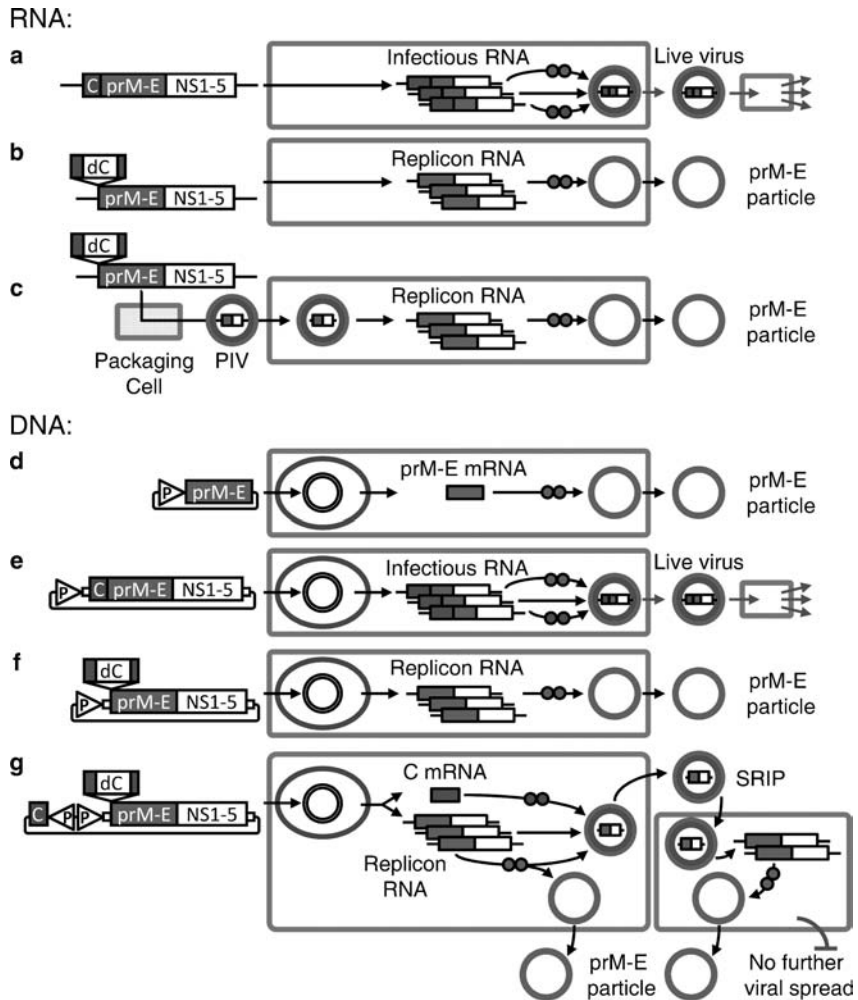 RNA:
a
C prM-E NS1-5
Infectious RNA
Live virus
b
dC
prM-E NS1-5
Replicon RNA
prM-E
particle
dC
prM-E NS1-5
c
Replicon RNA
prM-E
particle
Packaging
Cell
PIV
DNA:
d
P prM-E
prM-E mRNA
prM-E
particle
e
P C prM-E NS1-5
Infectious RNA
Live virus
f
dC
P prM-E NS1-5
Replicon RNA
prM-E
particle
g
dC
C P P prM-E NS1-5
C mRNA
Replicon
RNA
SRIP
prM-E
particle
No further
viral spread